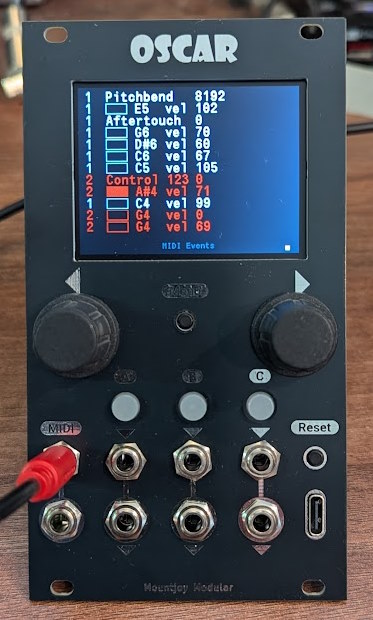 OSCAR
1 Pitchbend 8192
1 E5 vel 102
1 Aftertouch 0
1 G6 vel 70
1 D#6 vel 60
1 C6 vel 67
1 C5 vel 105
2 Control 123 0
2 A#4 vel 71
1 C4 vel 99
2 G4 vel 0
2 G4 vel 69
MIDI Events
C
MIDI
Reset
Mountjoy Modular